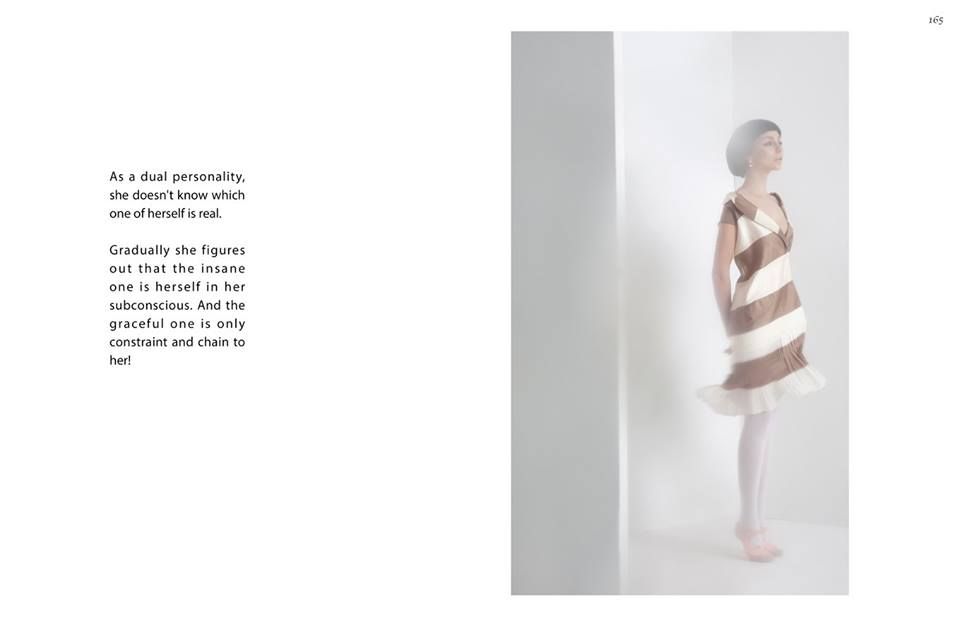 165
As a dual personality,
she doesn't know which
one of herself is real.
Gradually she figures
out that the insane
one is herself in her
subconscious. And the
graceful one is only
constraint and chain to
her!